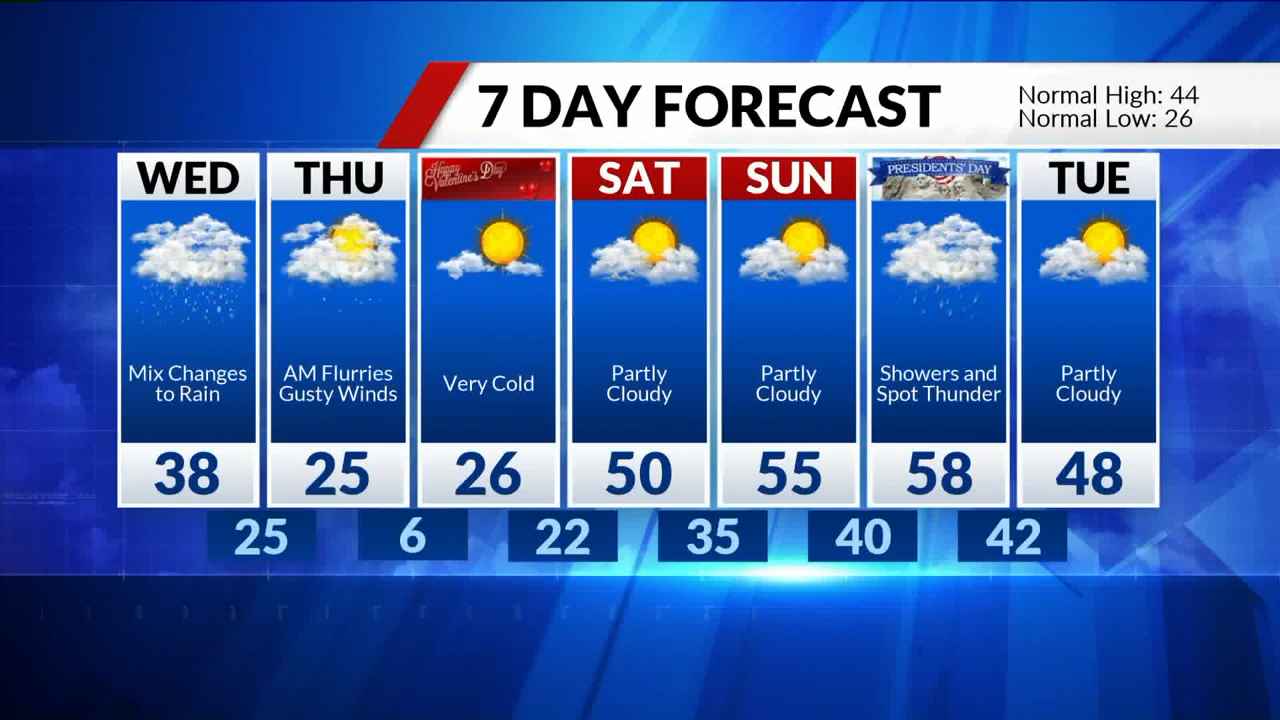 7 DAY FORECAST
Normal High: 44
Normal Low: 26
WED
THU
Happy
Valentine's Day
SAT
SUN
PRESIDENTS' DAY
TUE
Mix Changes
to Rain
AM Flurries
Gusty Winds
Very Cold
Partly
Cloudy
Partly
Cloudy
Showers and
Spot Thunder
Partly
Cloudy
38
25
26
50
55
58
48
25
6
22
35
40
42